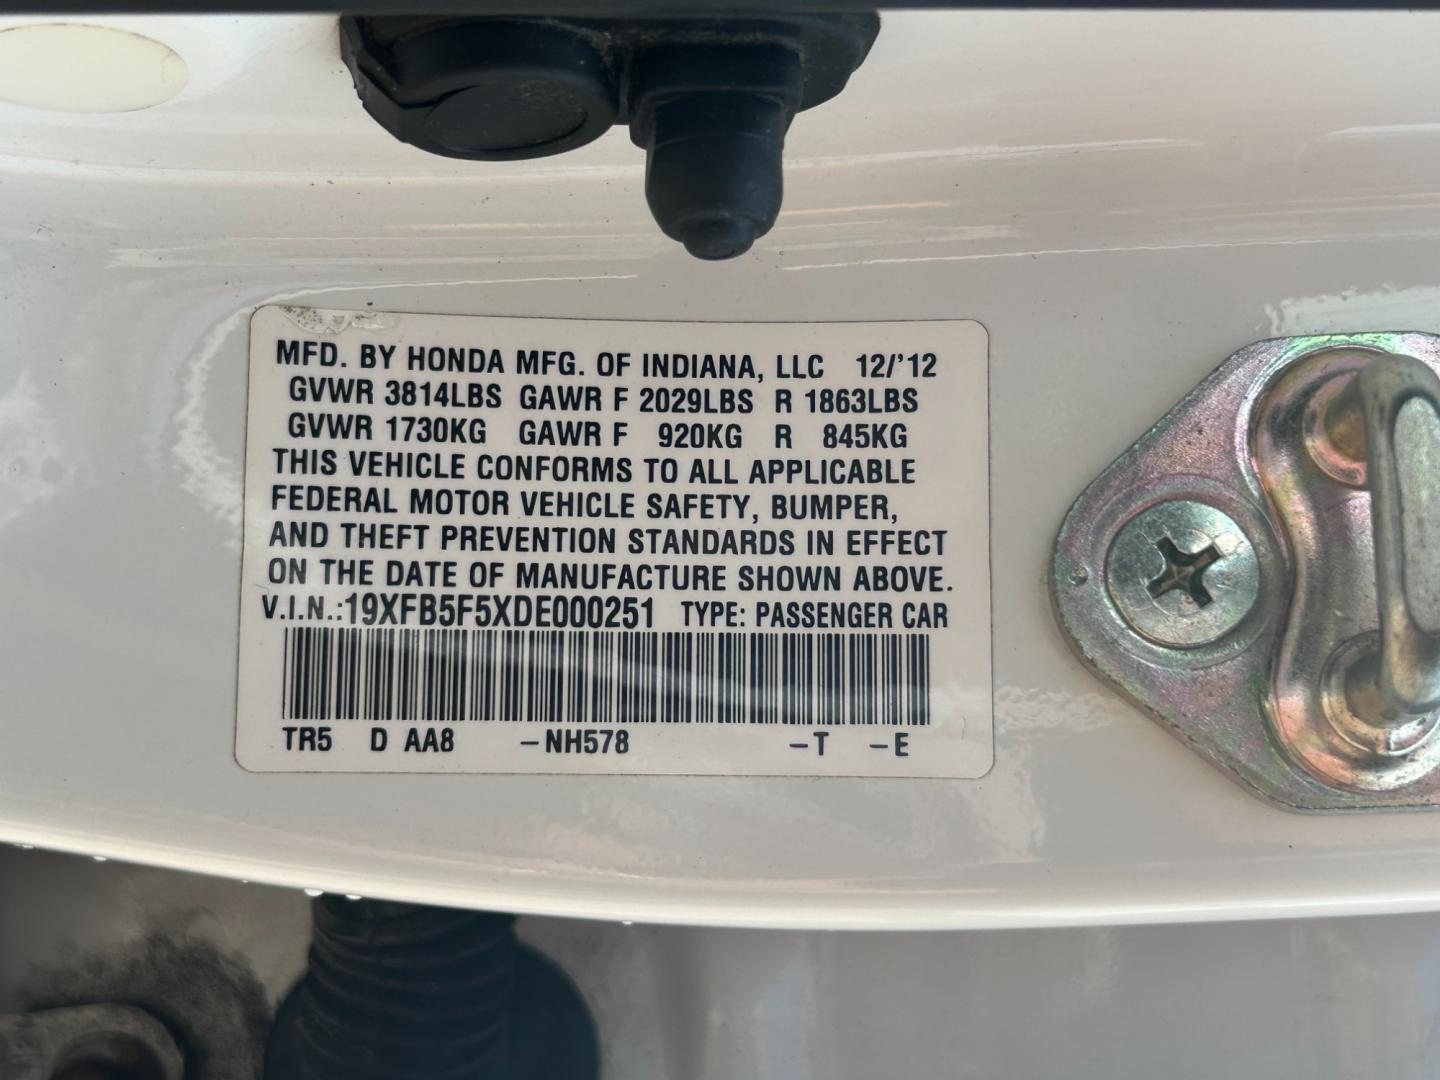 MFD. BY HONDA MFG. OF INDIANA, LLC 12/'12
GVWR 3814LBS GAWR F 2029LBS R 1863LBS
GVWR 1730KG GAWR F 920KG R 845KG
THIS VEHICLE CONFORMS TO ALL APPLICABLE
FEDERAL MOTOR VEHICLE SAFETY, BUMPER,
AND THEFT PREVENTION STANDARDS IN EFFECT
ON THE DATE OF MANUFACTURE SHOWN ABOVE.
V.I.N.:19XFB5F5XDE000251 TYPE: PASSENGER CAR
TR5 D AA8 –NH578 –T –E